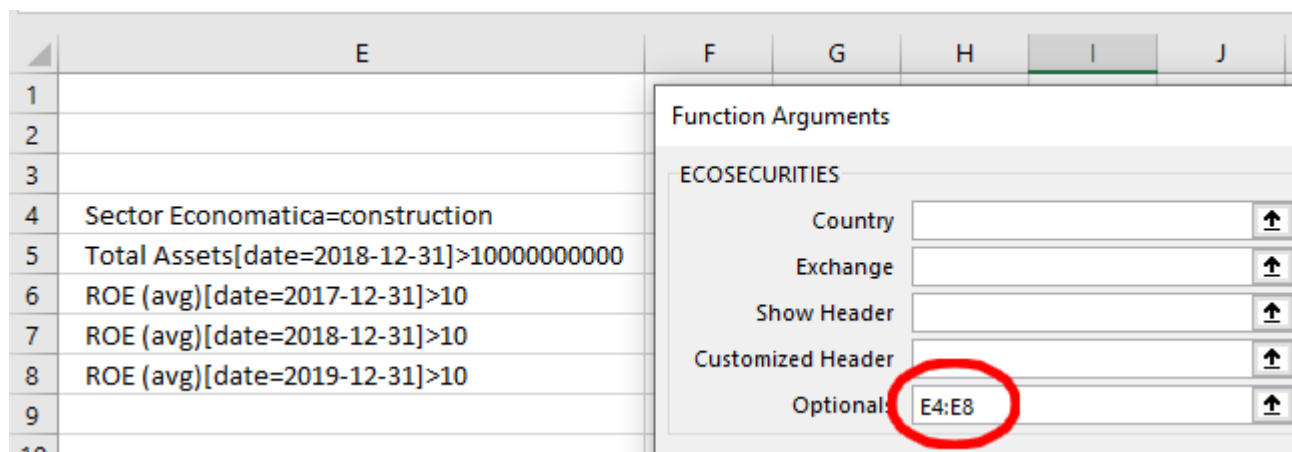 E F G H I J
1
2
3
4 Sector Economatica=construction
5 Total Assets[date=2018-12-31]>10000000000
6 ROE (avg)[date=2017-12-31]>10
7 ROE (avg)[date=2018-12-31]>10
8 ROE (avg)[date=2019-12-31]>10
9
10
Function Arguments
ECOSECURITIES
Country
Exchange
Show Header
Customized Header
Optionals E4:E8